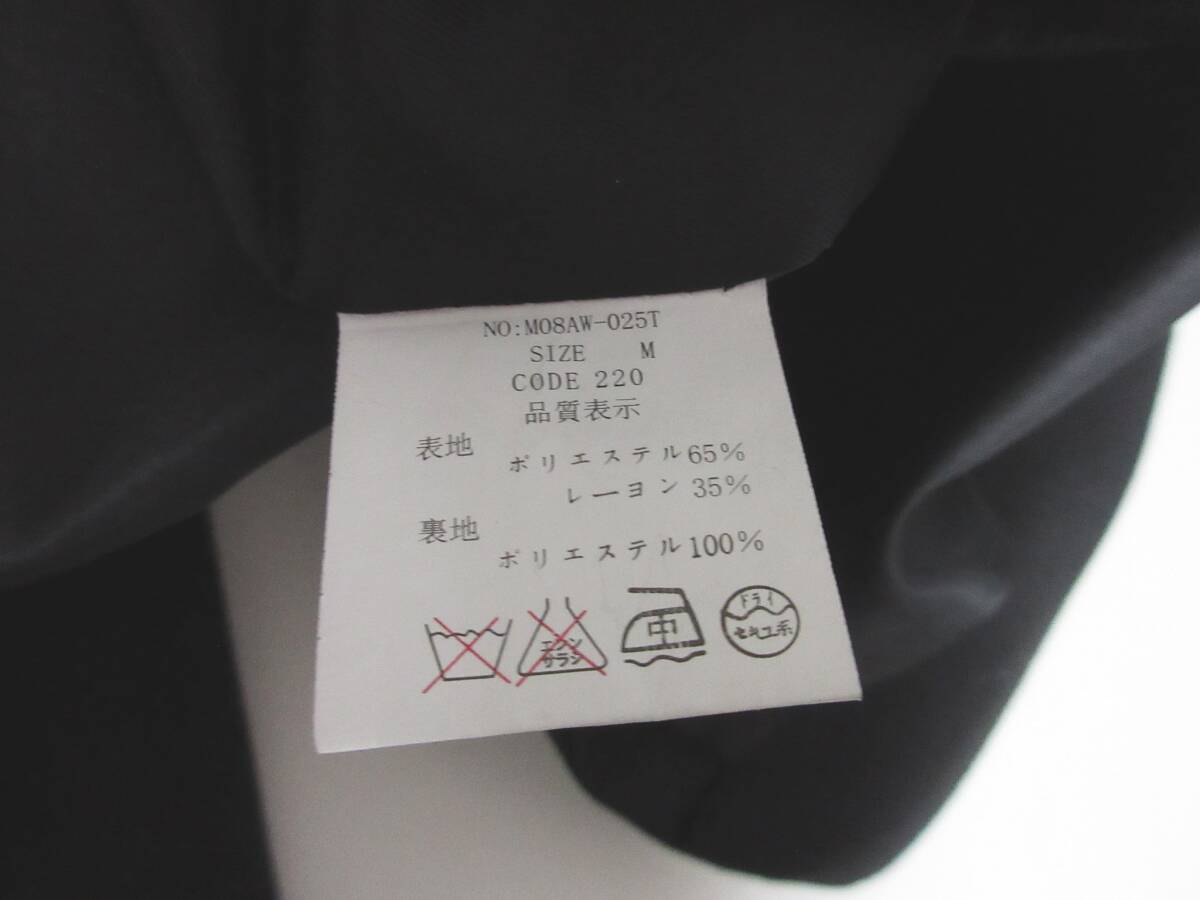 NO:M08AW-025T
SIZE M
CODE 220
品質表示
表地
ポリエステル65%
レーヨン 35%
裏地
ポリエステル100%
エンソ
サラシ
中
ドライ
セキユ系